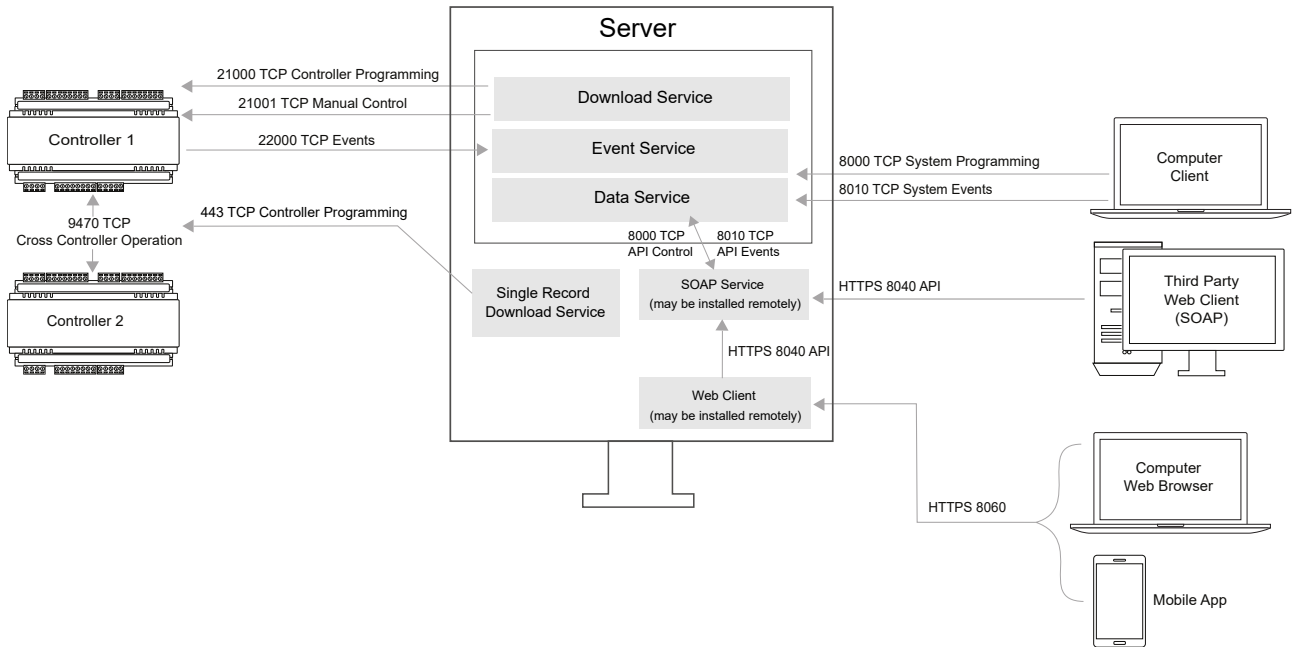 Server
21000 TCP Controller Programming
21001 TCP Manual Control
22000 TCP Events
Controller 1
9470 TCP
Cross Controller Operation
443 TCP Controller Programming
Controller 2
Download Service
Event Service
Data Service
8000 TCP
API Control
8010 TCP
API Events
Single Record
Download Service
SOAP Service
(may be installed remotely)
HTTPS 8040 API
Web Client
(may be installed remotely)
8000 TCP System Programming
8010 TCP System Events
Computer
Client
HTTPS 8040 API
Third Party
Web Client
(SOAP)
HTTPS 8060
Computer
Web Browser
Mobile App